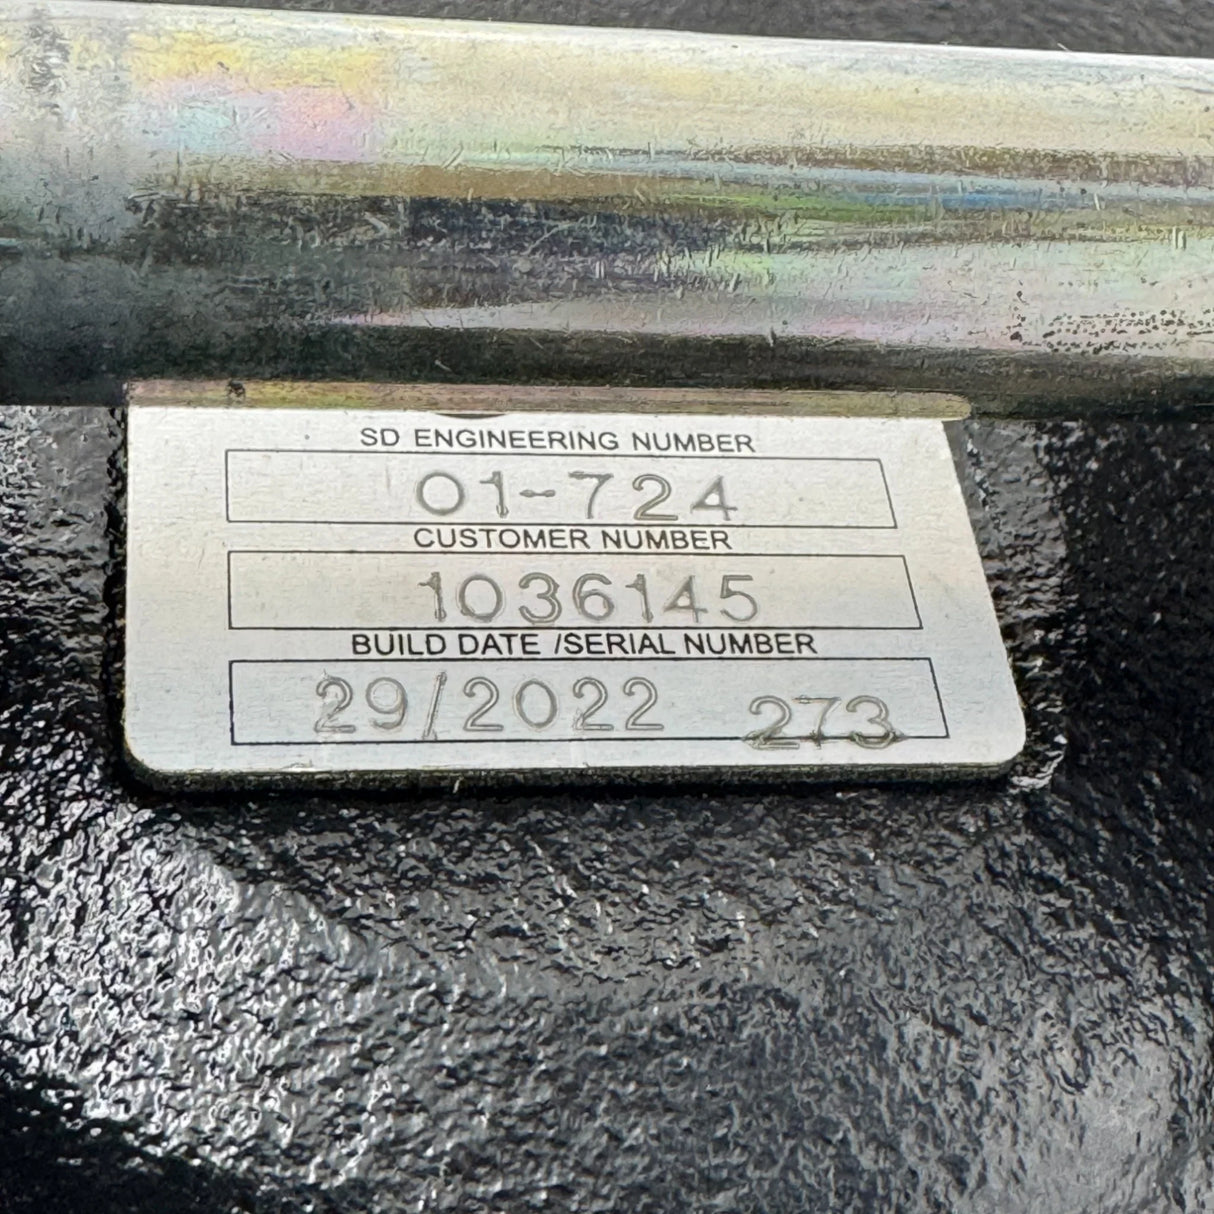 SD ENGINEERING NUMBER
01-724
CUSTOMER NUMBER
1036145
BUILD DATE /SERIAL NUMBER
29/2022 273